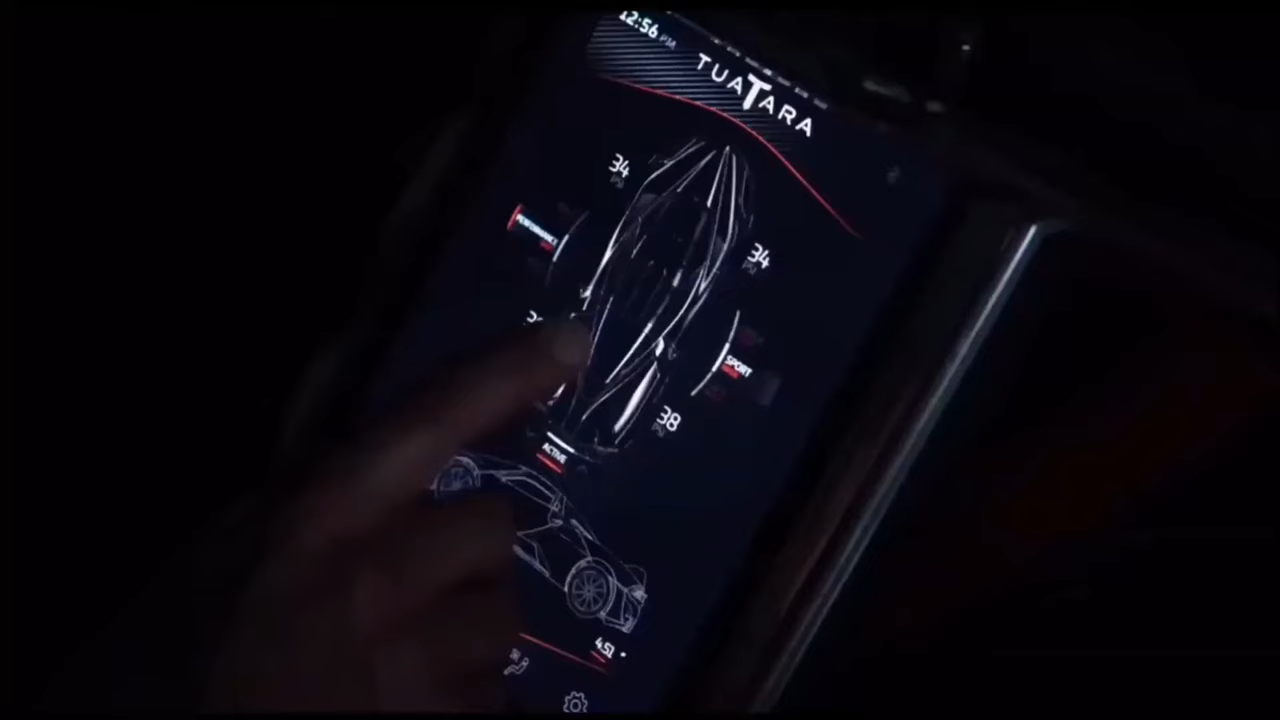 12:56 PM
TUATARA
34
PSI
PERFORMANCE
34
PSI
SPORT
38
PSI
ACTIVE
4.51